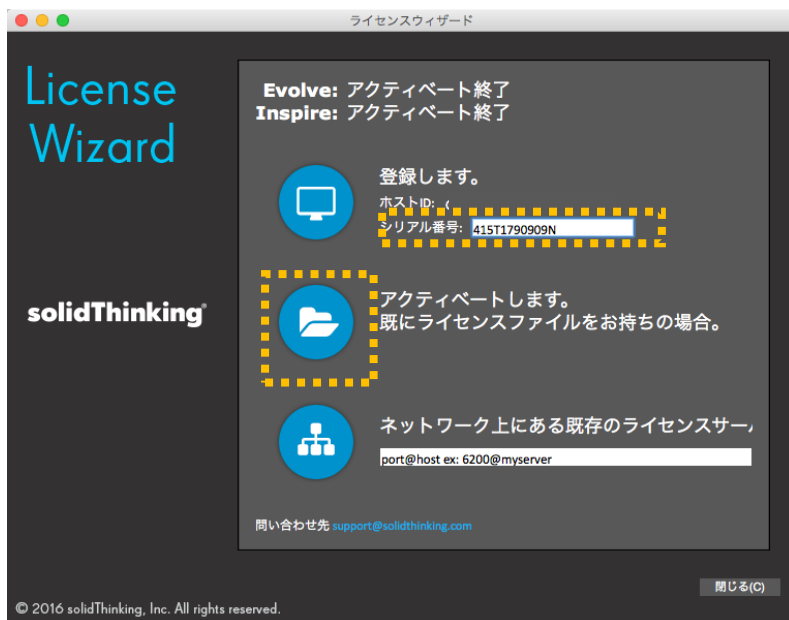 ライセンスウィザード
License
Wizard
Evolve: アクティベート終了
Inspire: アクティベート終了
登録します。
ホストID: (
シリアル番号: 415T1790909N
solidThinking
アクティベートします。
既にライセンスファイルをお持ちの場合。
ネットワーク上にある既存のライセンスサー
port@host ex: 6200@myserver
問い合わせ先 support@solidthinking.com
閉じる(C)
© 2016 solidThinking, Inc. All rights reserved.